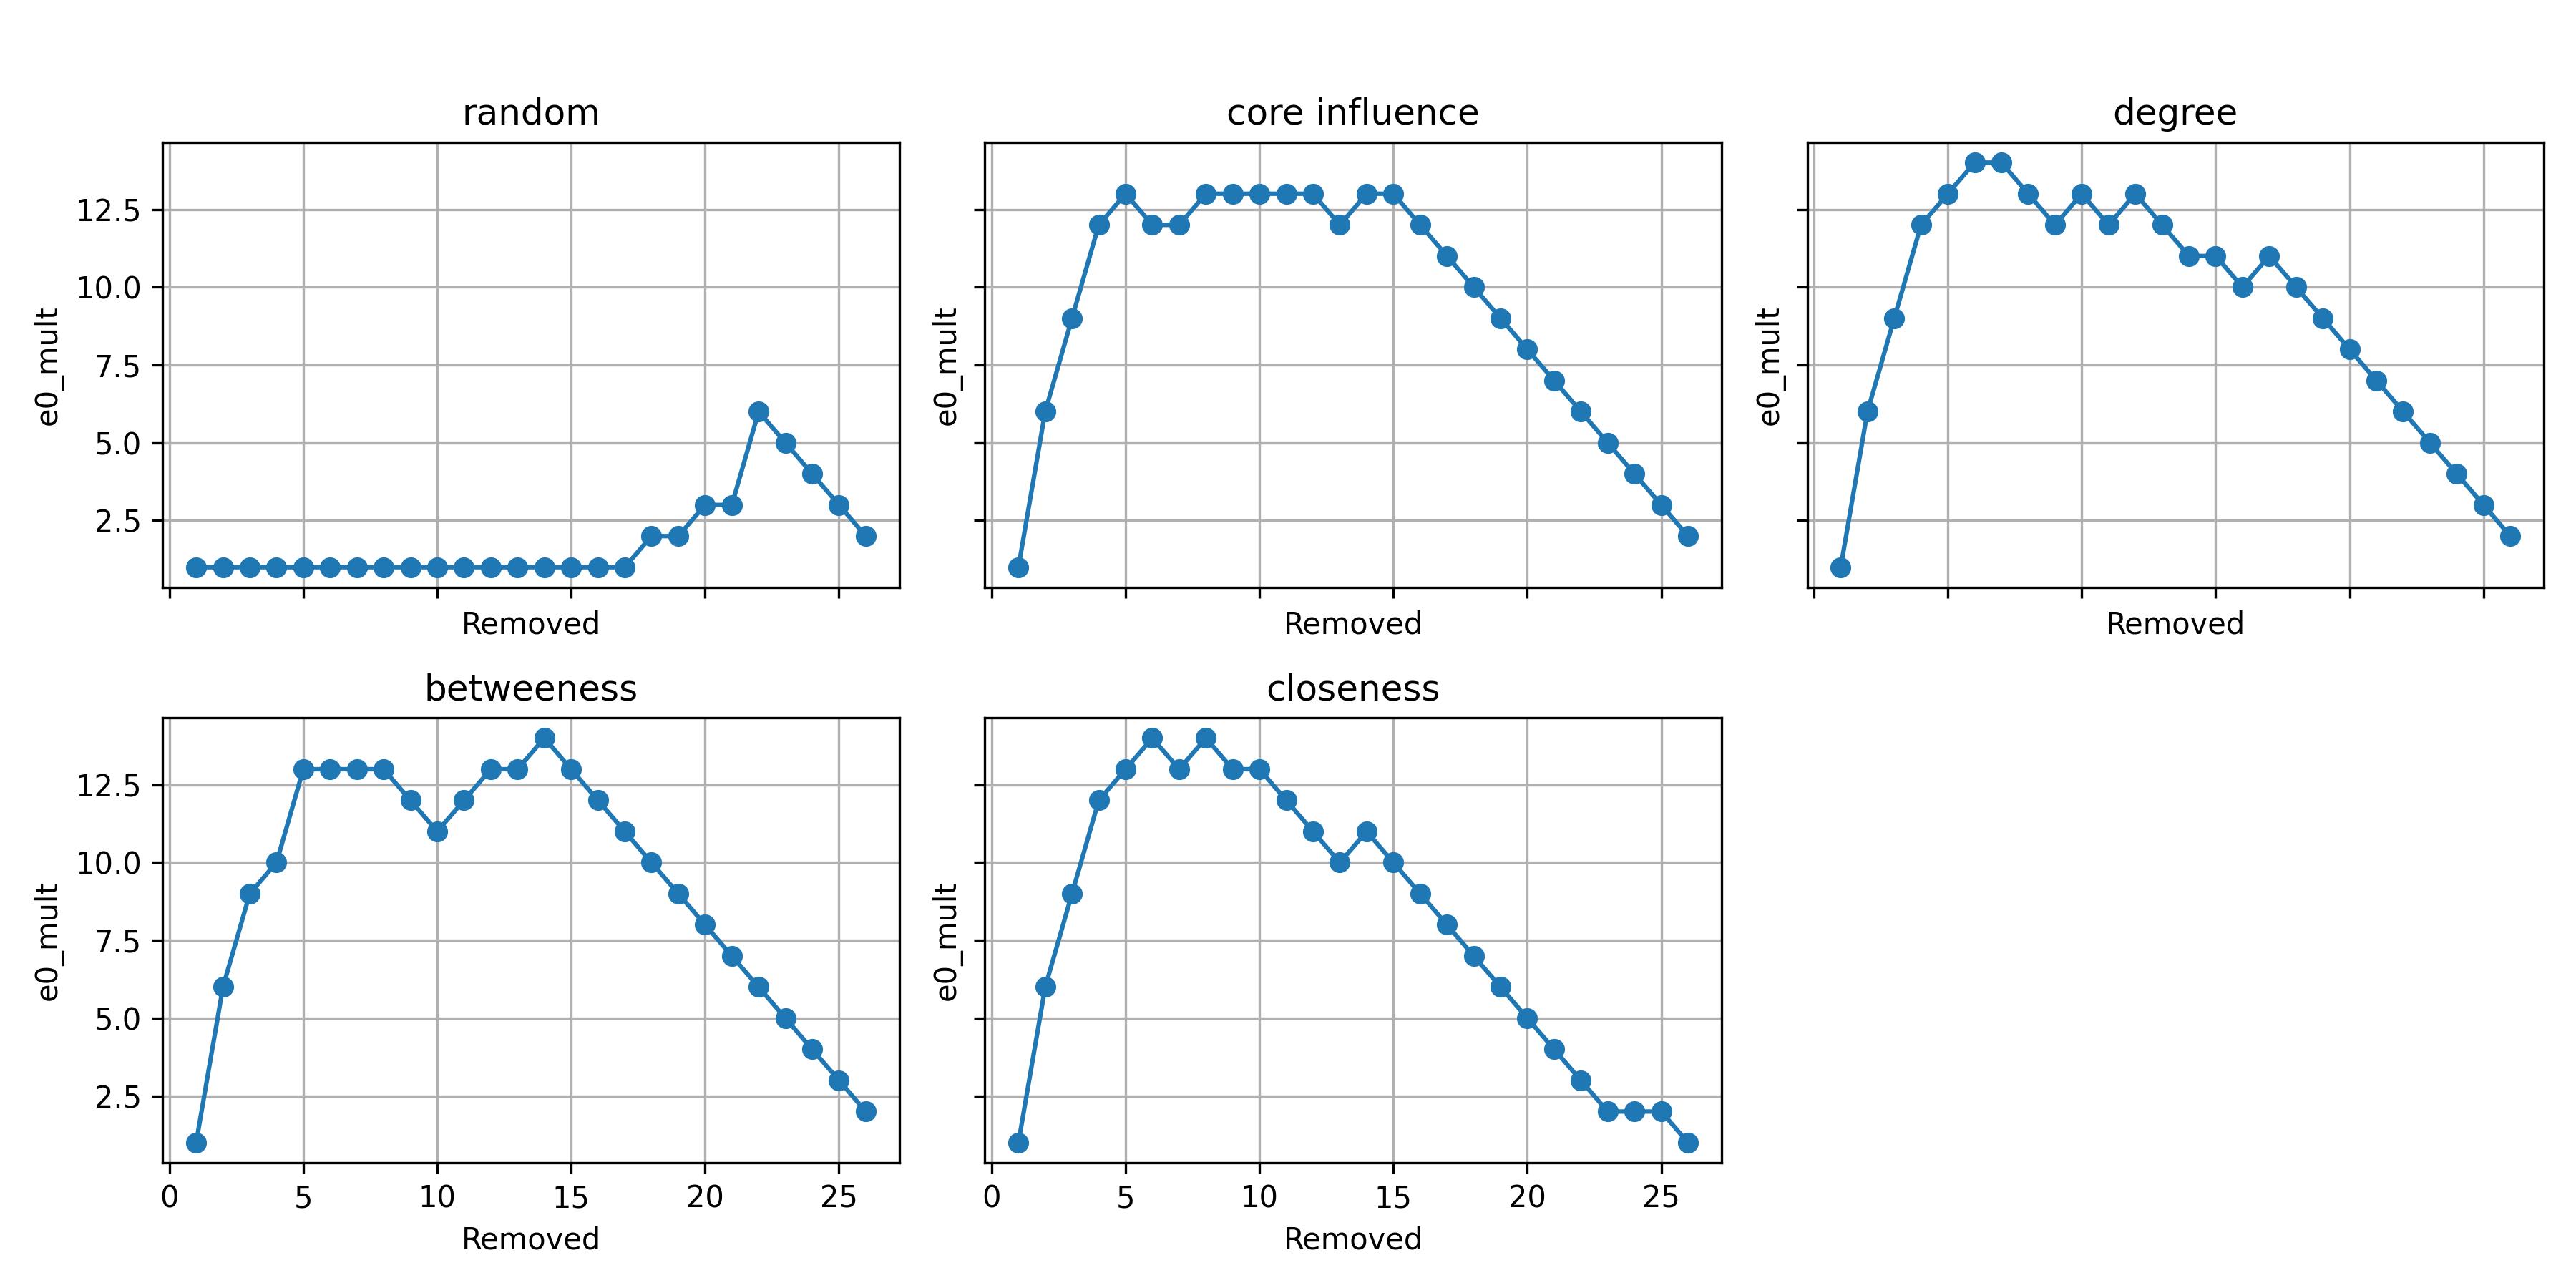 random
core influence
degree
12.5
10.0
7.5
5.0
2.5
e0_mult
e0_mult
e0_mult
Removed
Removed
Removed
betweeness
closeness
12.5
10.0
7.5
5.0
2.5
e0_mult
e0_mult
0 5 10 15 20 25
0 5 10 15 20 25
Removed
Removed